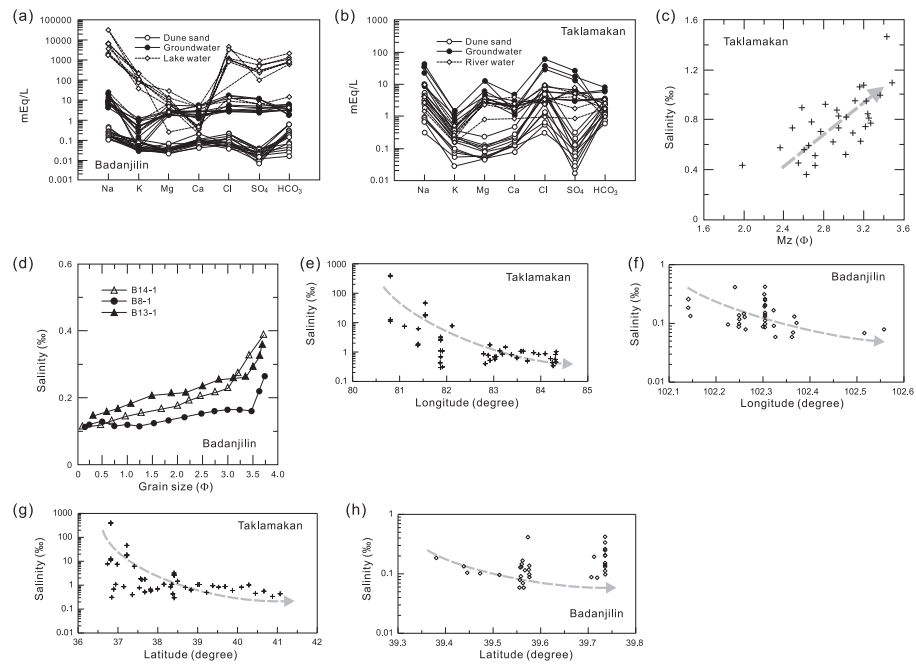 (a)
100000
10000
1000
100
10
1
0.1
0.01
0.001
mEq/L
Dune sand
Groundwater
Lake water
Badanjilin
Na K Mg Ca Cl SO4 HCO3
(b)
1000
100
10
1
0.1
0.01
mEq/L
Taklamakan
Dune sand
Groundwater
River water
Na K Mg Ca Cl SO4 HCO3
(c)
1.6
1.2
0.8
0.4
0
Salinity (‰)
Taklamakan
1.6 2.0 2.4 2.8 3.2 3.6
Mz (Φ)
(d)
0.6
0.4
0.2
0
Salinity (‰)
B14-1
B8-1
B13-1
Badanjilin
0 0.5 1.0 1.5 2.0 2.5 3.0 3.5 4.0
Grain size (Φ)
(e)
1000
100
10
1
0.1
Salinity (‰)
Taklamakan
80 81 82 83 84 85
Longitude (degree)
(f)
1
0.1
0.01
Salinity (‰)
Badanjilin
102.1 102.2 102.3 102.4 102.5 102.6
Longitude (degree)
(g)
1000
100
10
1
0.1
0.01
Salinity (‰)
Taklamakan
36 37 38 39 40 41 42
Latitude (degree)
(h)
1
0.1
0.01
Salinity (‰)
Badanjilin
39.3 39.4 39.5 39.6 39.7 39.8
Latitude (degree)